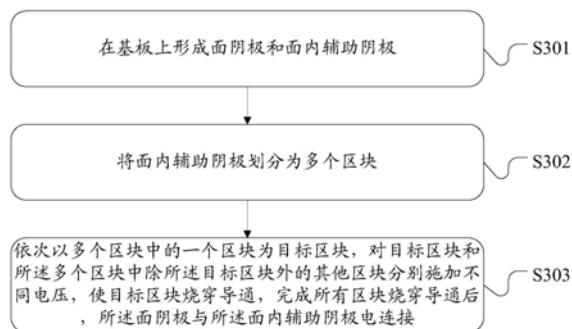 在基板上形成面阴极和面内辅助阴极
S301
将面内辅助阴极划分为多个区块
S302
依次以多个区块中的一个区块为目标区块，对目标区块和
所述多个区块中除所述目标区块外的其他区块分别施加不
同电压，使目标区块烧穿导通，完成所有区块烧穿导通后
，所述面阴极与所述面内辅助阴极电连接
S303